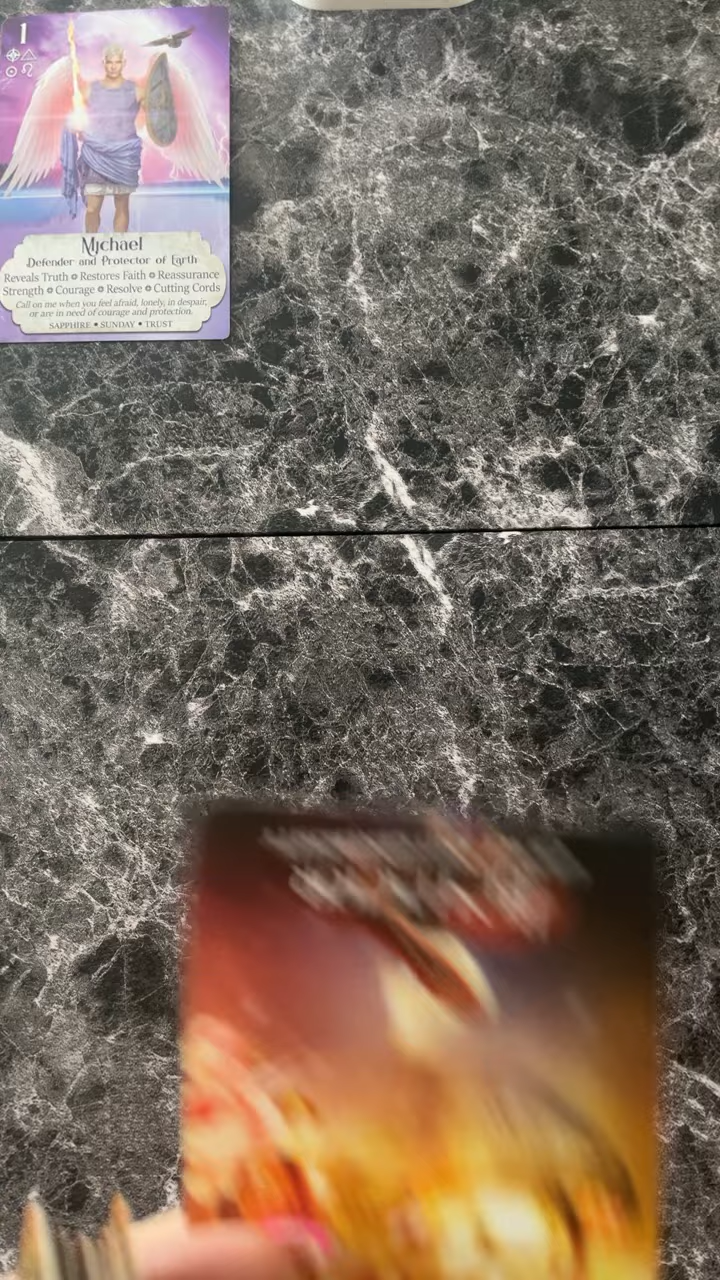 1
Michael
Defender and Protector of Earth
Reveals Truth Restores Faith Reassurance
Strength Courage Resolve Cutting Cords
Call on me when you feel afraid, lonely, in despair,
or are in need of courage and protection.
SAPPHIRE • SUNDAY • TRUST